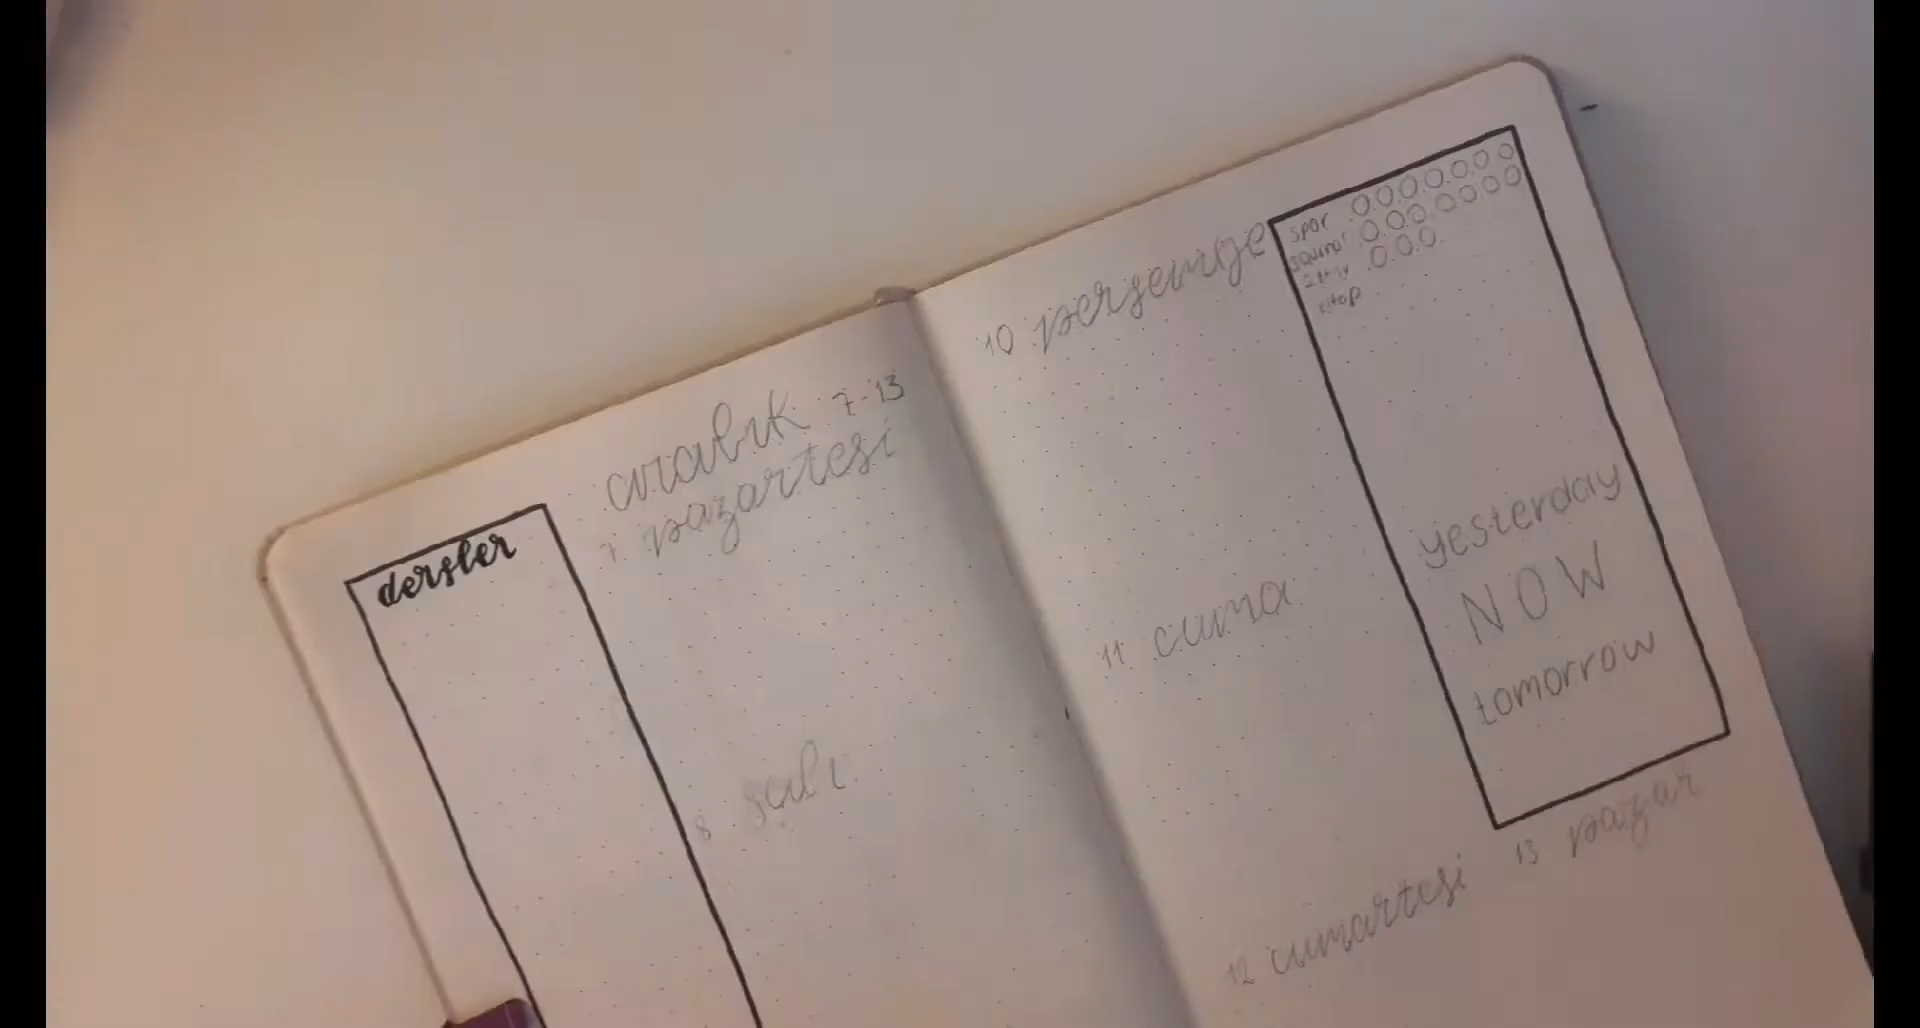 dersler
aralık 7-13
7 pazartesi
8 salı
10 perşembe
spor
kitap
11 cuma
yesterday
NOW
tomorrow
12 cumartesi
13 pazar